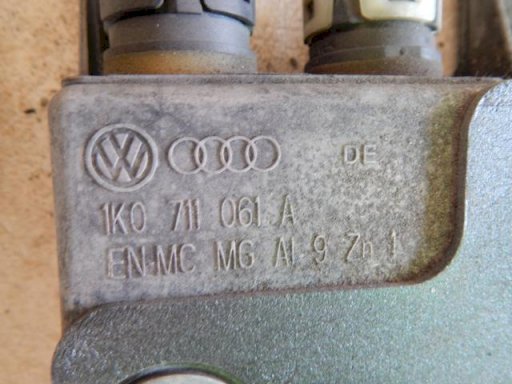 DE
1K0 711 061 A
EN-MC MG Al 9 Zn 1